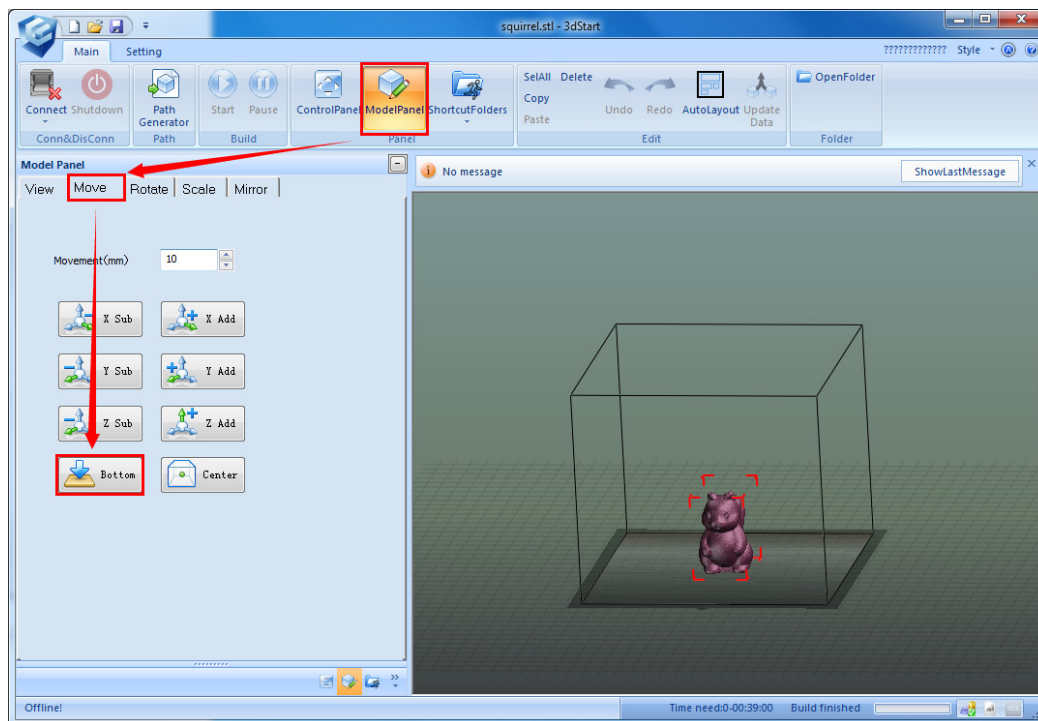 squirrel.stl - 3dStart
Main Setting
????????????? Style
Connect Shutdown
Path Generator
Start Pause
ControlPanel ModelPanel ShortcutFolders
SelAll Delete
Copy
Paste
Undo Redo AutoLayout Update Data
OpenFolder
Conn&DisConn Path Build Panel Edit Folder
Model Panel
No message
ShowLastMessage
View Move Rotate Scale Mirror
Movement(mm) 10
X Sub X Add
Y Sub Y Add
Z Sub Z Add
Bottom Center
Offline!
Time need:0-00:39:00 Build finished